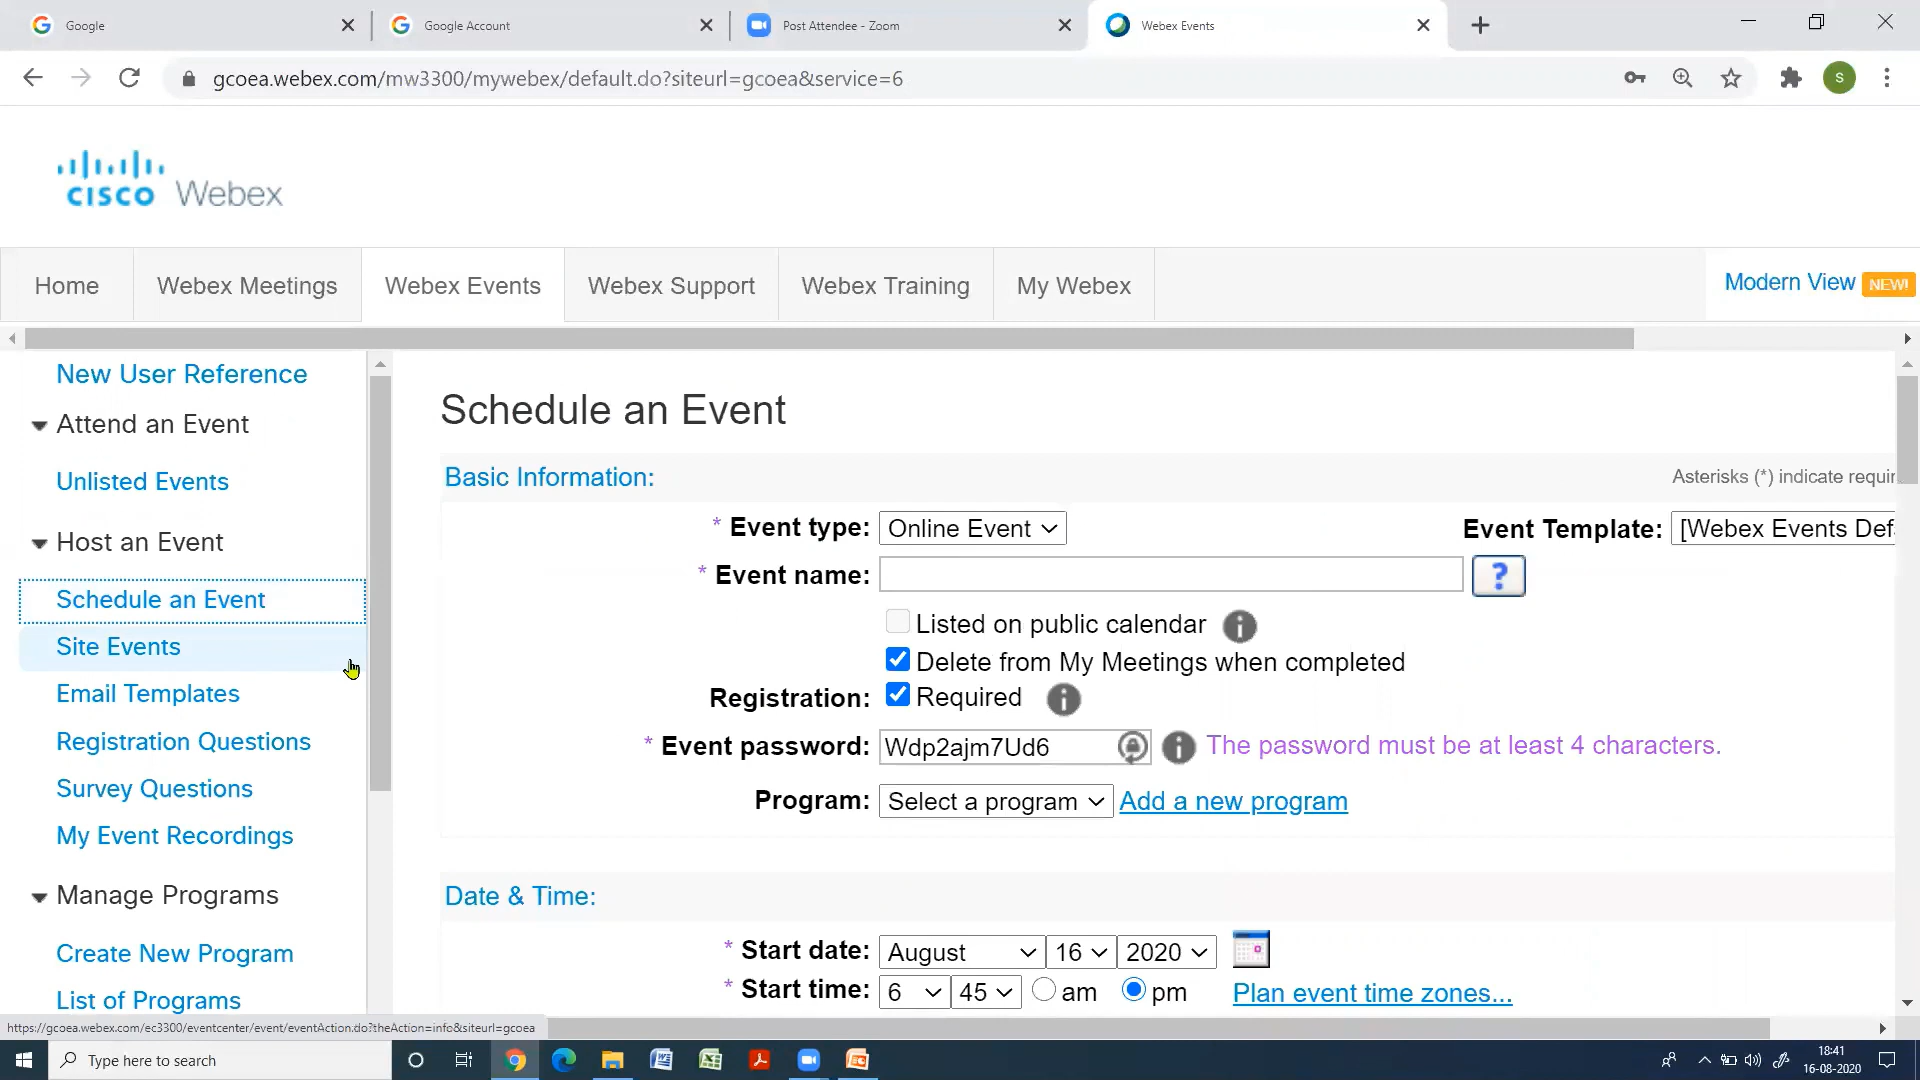 Google
Google Account
Post Attendee - Zoom
Webex Events
gcoea.webex.com/mw3300/mywebex/default.do?siteurl=gcoea&service=6
S
CISCO Webex
Home
Webex Meetings
Webex Events
Webex Support
Webex Training
My Webex
Modern View NEW!
New User Reference
Attend an Event
Unlisted Events
Host an Event
Schedule an Event
Site Events
Email Templates
Registration Questions
Survey Questions
My Event Recordings
Manage Programs
Create New Program
List of Programs
Schedule an Event
Basic Information:
Asterisks (*) indicate requir
* Event type: Online Event
Event Template: [Webex Events Def
* Event name:
?
Listed on public calendar i
Delete from My Meetings when completed
Registration: Required i
* Event password: Wdp2ajm7Ud6 i The password must be at least 4 characters.
Program: Select a program Add a new program
Date & Time:
* Start date: August 16 2020
* Start time: 6 45 am pm Plan event time zones...
https://gcoea.webex.com/ec3300/eventcenter/event/eventAction.do?theAction=info&siteurl=gcoea
Type here to search
18:41
16-08-2020